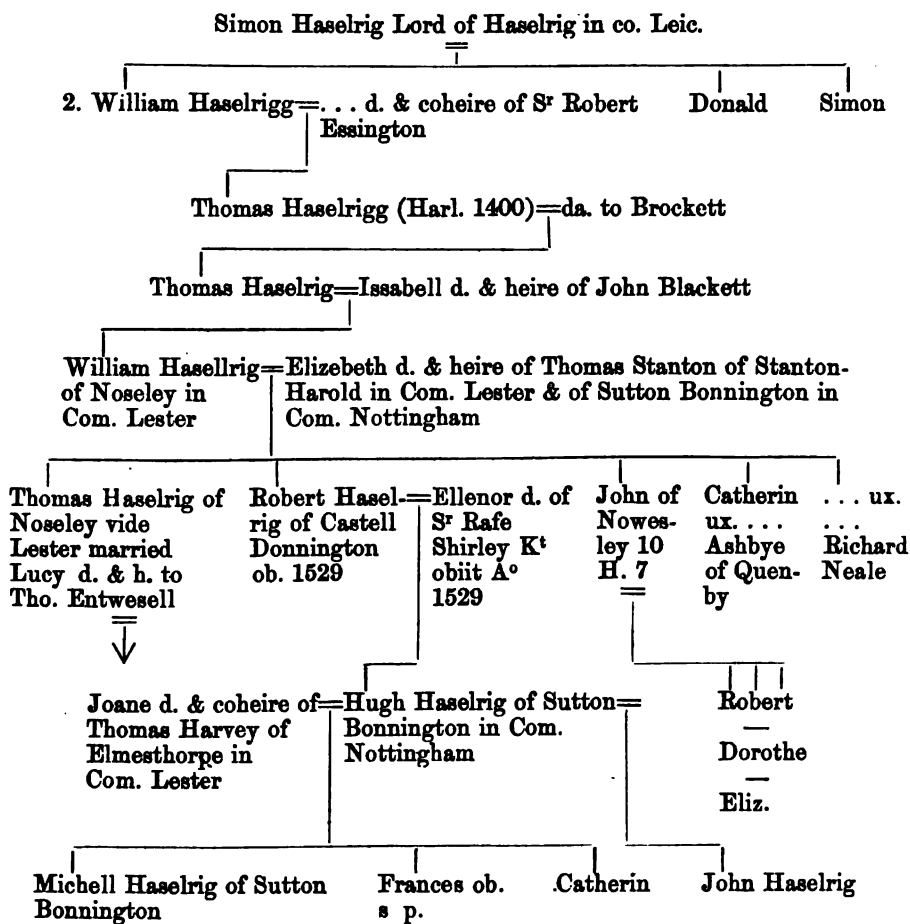 Simon Haselrig Lord of Haselrig in co. Leic.
2. William Haselrigg=. . . d. & coheire of Sʳ Robert Essington
Donald
Simon
Thomas Haselrigg (Harl. 1400)=da. to Brockett
Thomas Haselrig=Issabell d. & heire of John Blackett
William Hasellrig=
of Noseley in
Com. Lester
Elizebeth d. & heire of Thomas Stanton of Stanton-
Harold in Com. Lester & of Sutton Bonnington in
Com. Nottingham
Thomas Haselrig of
Noseley vide
Lester married
Lucy d. & h. to
Tho. Entwesell
Robert Hasel-=
rig of Castell
Donnington
ob. 1529
Ellenor d. of
Sʳ Rafe
Shirley Kᵗ
obiit Aᵒ
1529
John of
Nowes-
ley 10
H. 7
Catherin
ux. . . .
Ashbye
of Quen-
by
. . . ux.
. . .
Richard
Neale
Joane d. & coheire of=
Thomas Harvey of
Elmesthorpe in
Com. Lester
Hugh Haselrig of Sutton=
Bonnington in Com.
Nottingham
Robert
—
Dorothe
—
Eliz.
Michell Haselrig of Sutton
Bonnington
Frances ob.
s p.
Catherin
John Haselrig